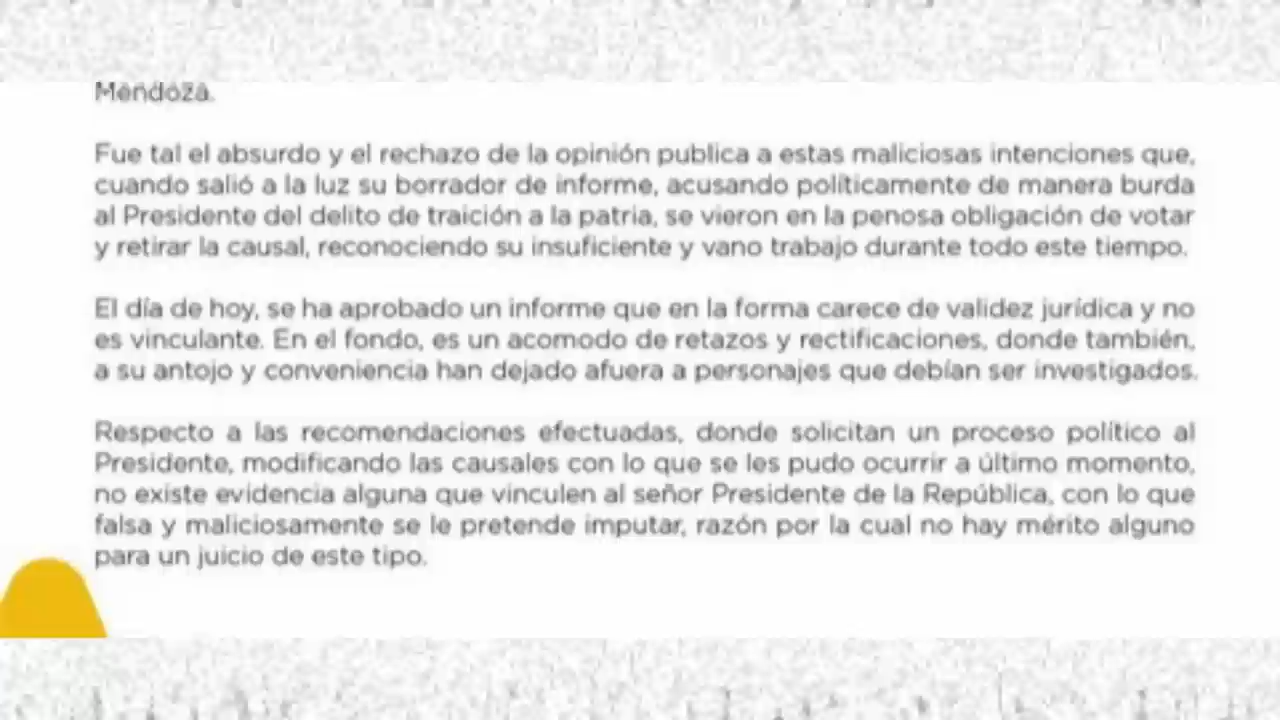 Mendoza.
Fue tal el absurdo y el rechazo de la opinión publica a estas maliciosas intenciones que,
cuando salió a la luz su borrador de informe, acusando políticamente de manera burda
al Presidente del delito de traición a la patria, se vieron en la penosa obligación de votar
y retirar la causal, reconociendo su insuficiente y vano trabajo durante todo este tiempo.
El día de hoy, se ha aprobado un informe que en la forma carece de validez jurídica y no
es vinculante. En el fondo, es un acomodo de retazos y rectificaciones, donde también,
a su antojo y conveniencia han dejado afuera a personajes que debían ser investigados.
Respecto a las recomendaciones efectuadas, donde solicitan un proceso político al
Presidente, modificando las causales con lo que se les pudo ocurrir a último momento,
no existe evidencia alguna que vinculen al señor Presidente de la República, con lo que
falsa y maliciosamente se le pretende imputar, razón por la cual no hay mérito alguno
para un juicio de este tipo.